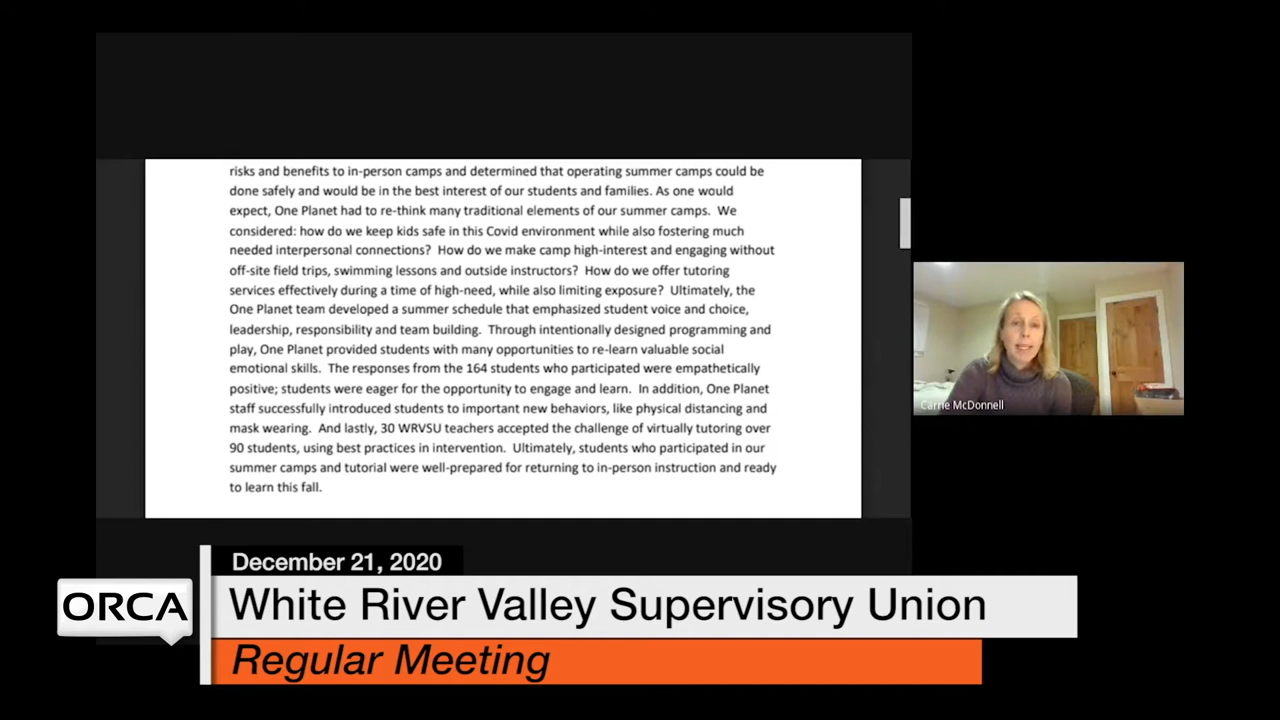 risks and benefits to in-person camps and determined that operating summer camps could be
done safely and would be in the best interest of our students and families. As one would
expect, One Planet had to re-think many traditional elements of our summer camps. We
considered: how do we keep kids safe in this Covid environment while also fostering much
needed interpersonal connections? How do we make camp high-interest and engaging without
off-site field trips, swimming lessons and outside instructors? How do we offer tutoring
services effectively during a time of high-need, while also limiting exposure? Ultimately, the
One Planet team developed a summer schedule that emphasized student voice and choice,
leadership, responsibility and team building. Through intentionally designed programming and
play, One Planet provided students with many opportunities to re-learn valuable social
emotional skills. The responses from the 164 students who participated were empathetically
positive; students were eager for the opportunity to engage and learn. In addition, One Planet
staff successfully introduced students to important new behaviors, like physical distancing and
mask wearing. And lastly, 30 WRVSU teachers accepted the challenge of virtually tutoring over
90 students, using best practices in intervention. Ultimately, students who participated in our
summer camps and tutorial were well-prepared for returning to in-person instruction and ready
to learn this fall.
Carrie McDonnell
December 21, 2020
ORCA
White River Valley Supervisory Union
Regular Meeting